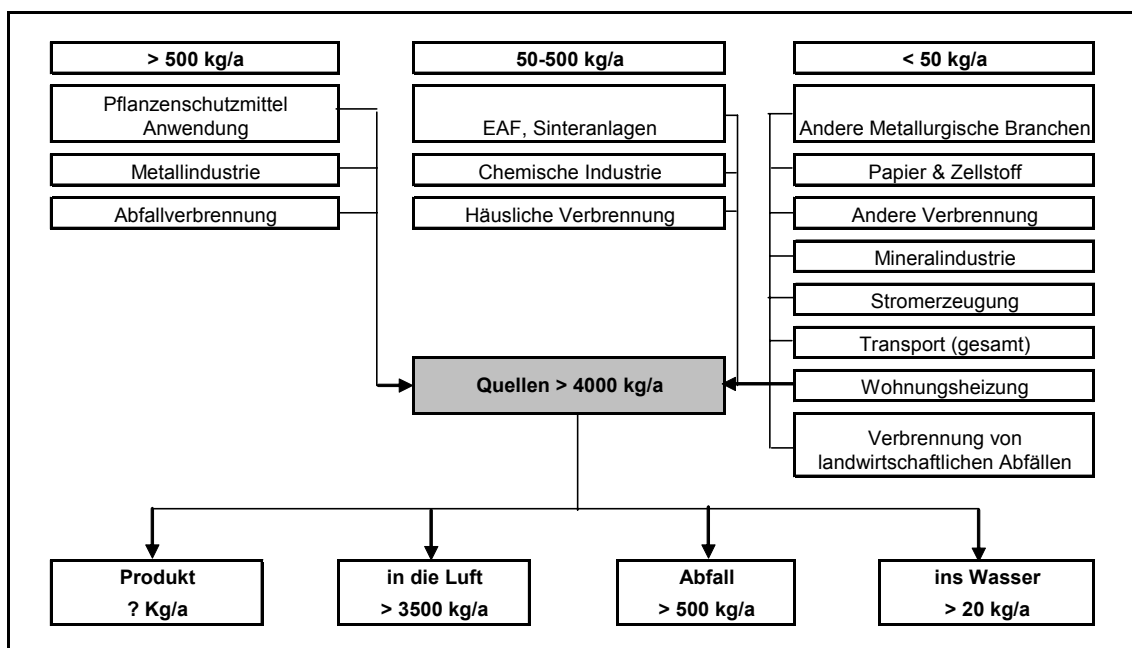 > 500 kg/a
Pflanzenschutzmittel
Anwendung
Metallindustrie
Abfallverbrennung
50-500 kg/a
EAF, Sinteranlagen
Chemische Industrie
Häusliche Verbrennung
< 50 kg/a
Andere Metallurgische Branchen
Papier & Zellstoff
Andere Verbrennung
Mineralindustrie
Stromerzeugung
Transport (gesamt)
Wohnungsheizung
Verbrennung von
landwirtschaftlichen Abfällen
Quellen > 4000 kg/a
Produkt
? Kg/a
in die Luft
> 3500 kg/a
Abfall
> 500 kg/a
ins Wasser
> 20 kg/a